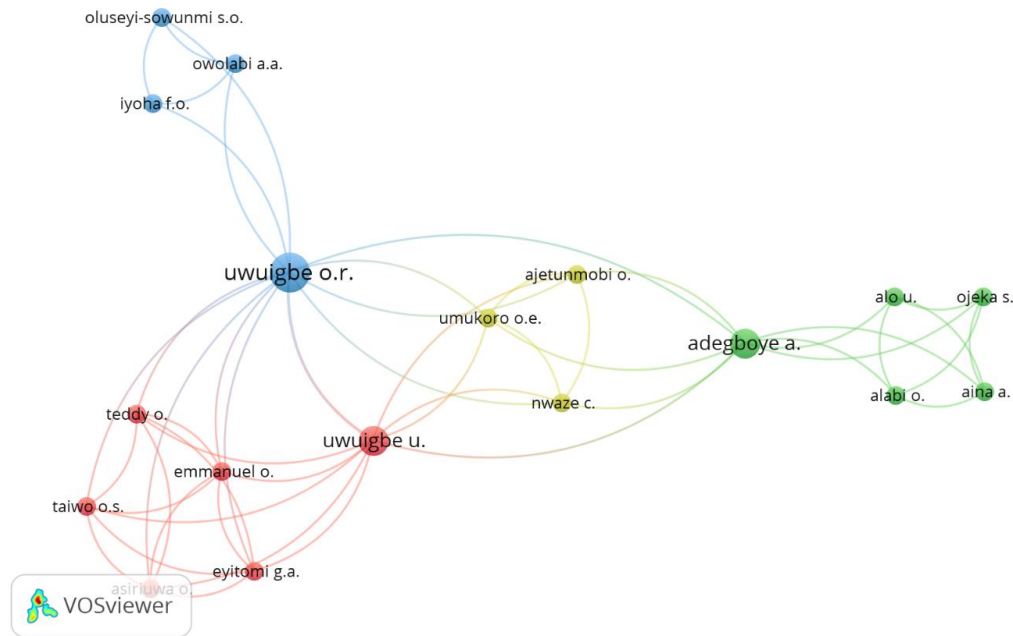 oluseyi-sowunmi s.o.
owolabi a.a.
iyoha f.o.
uwuigbe o.r.
ajetunmobi o.
alo u.
ojeka s.
umukoro o.e.
adegboye a.
alabi o.
aina a.
nwaze c.
teddy o.
uwuigbe u.
emmanuel o.
taiwo o.s.
eyitomi g.a.
asiriuwa o.
VOSviewer